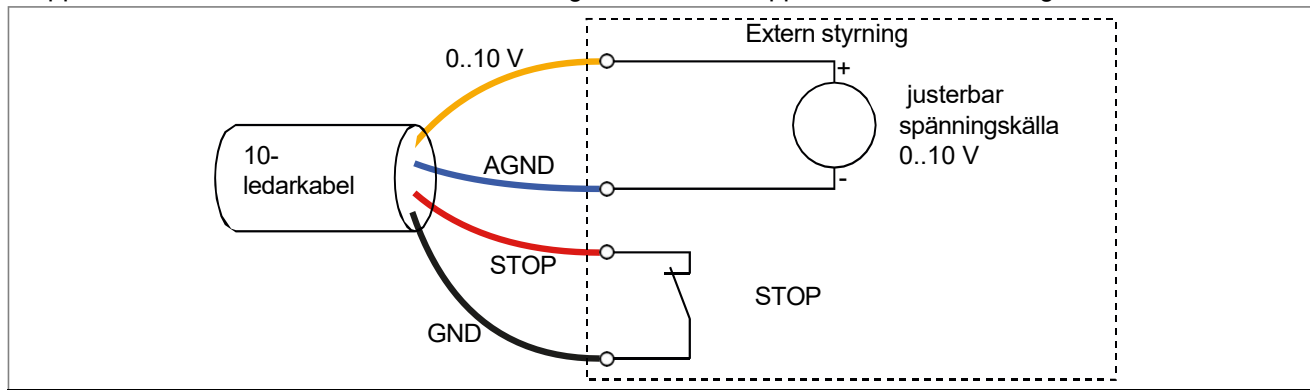 Extern styrning
0..10 V
+
justerbar
spänningskälla
0..10 V
-
10-
ledarkabel
AGND
STOP
STOP
GND